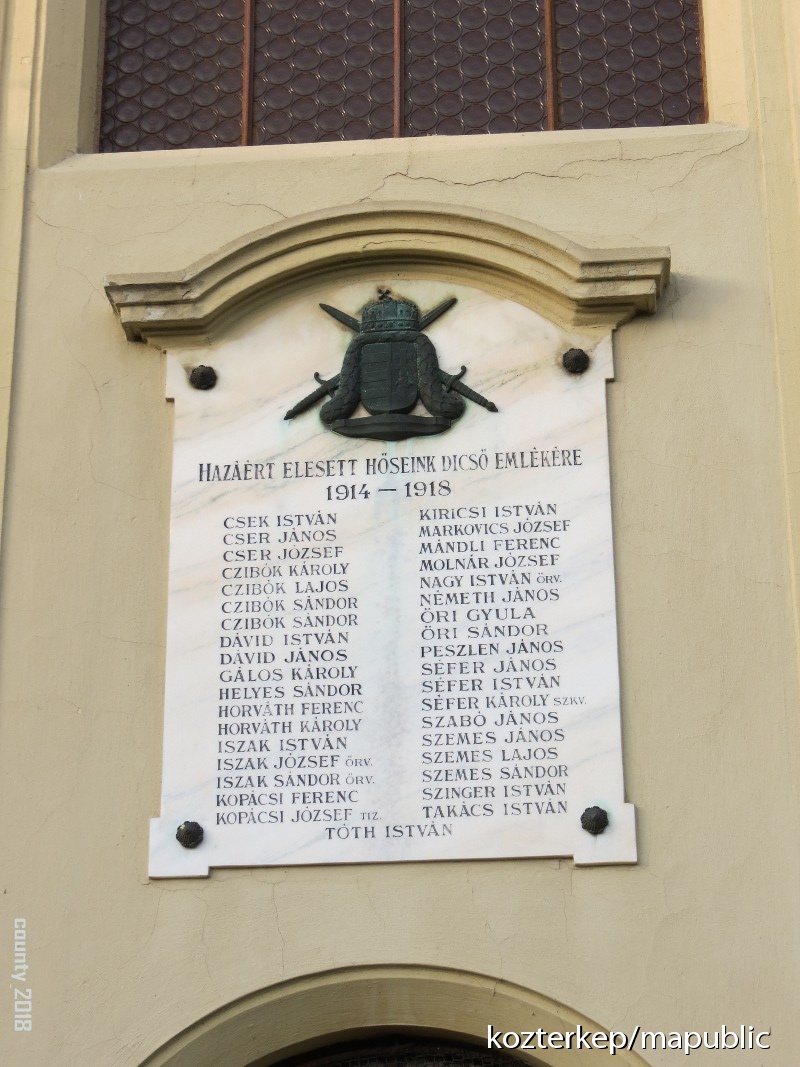 HAZÁÉRT ELESETT HŐSEINK DICSŐ EMLÉKÉRE
1914 — 1918
CSEK ISTVÁN
CSER JÁNOS
CSER JÓZSEF
CZIBÓK KÁROLY
CZIBÓK LAJOS
CZIBÓK SÁNDOR
CZIBÓK SÁNDOR
DÁVID ISTVÁN
DÁVID JÁNOS
GÁLOS KÁROLY
HELYES SÁNDOR
HORVÁTH FERENC
HORVÁTH KÁROLY
ISZAK ISTVÁN
ISZAK JÓZSEF ŐRV.
ISZAK SÁNDOR ŐRV.
KOPÁCSI FERENC
KOPÁCSI JÓZSEF TIZ.
KIRICSI ISTVÁN
MARKOVICS JÓZSEF
MÁNDLI FERENC
MOLNÁR JÓZSEF
NAGY ISTVÁN ŐRV.
NÉMETH JÁNOS
ŐRI GYULA
ŐRI SÁNDOR
PESZLEN JÁNOS
SÉFER JÁNOS
SÉFER ISTVÁN
SÉFER KÁROLY SZKV.
SZABÓ JÁNOS
SZEMES JÁNOS
SZEMES LAJOS
SZEMES SÁNDOR
SZINGER ISTVÁN
TAKÁCS ISTVÁN
TÓTH ISTVÁN
county_2018
kozterkep/mapublic